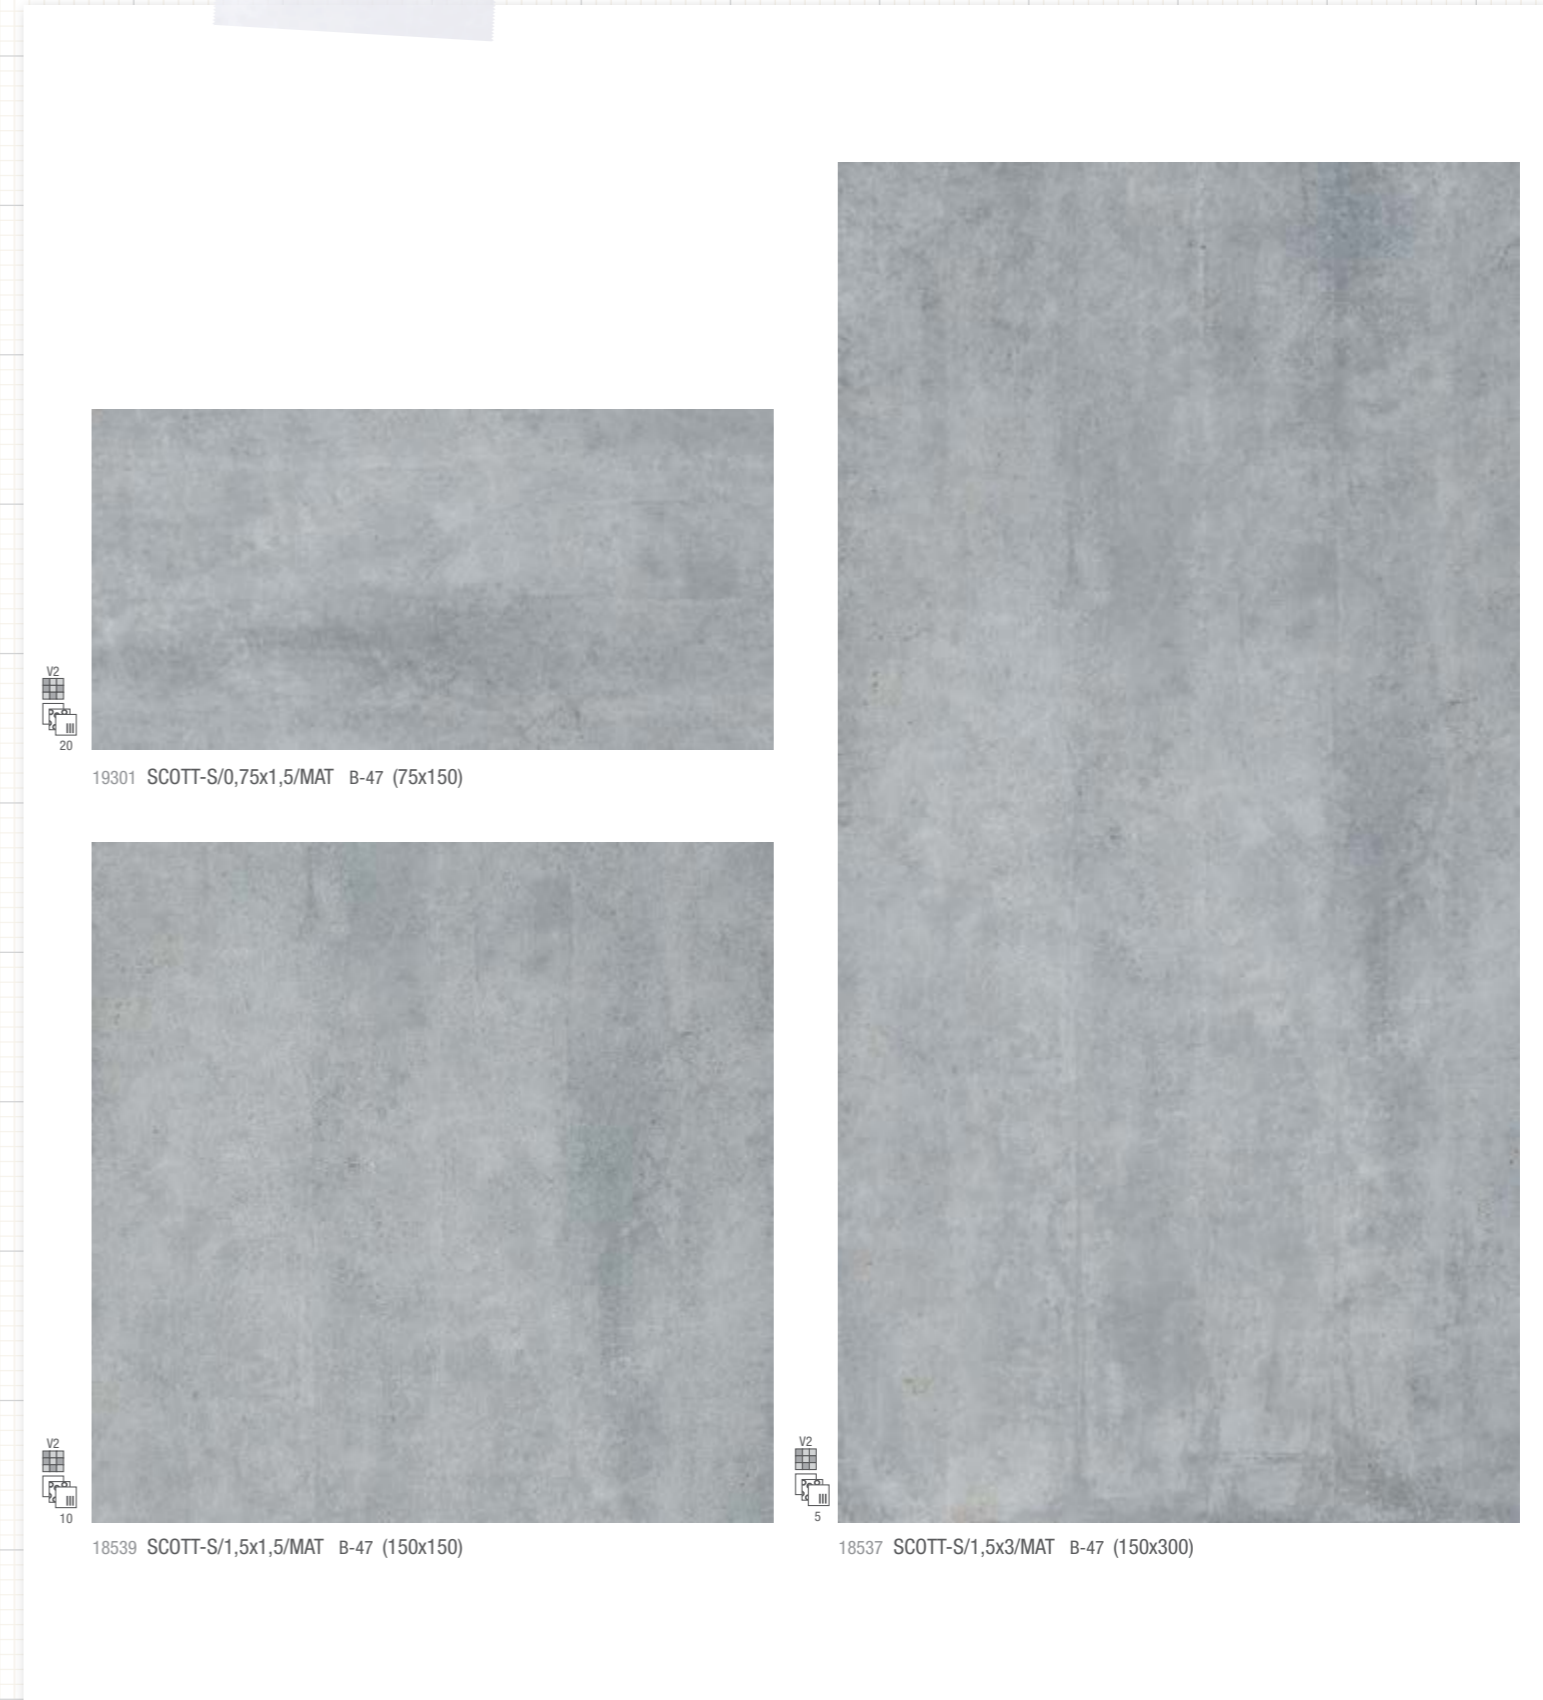 V2
20
19301 SCOTT-S/0,75x1,5/MAT B-47 (75x150)
V2
10
18539 SCOTT-S/1,5x1,5/MAT B-47 (150x150)
V2
5
18537 SCOTT-S/1,5x3/MAT B-47 (150x300)